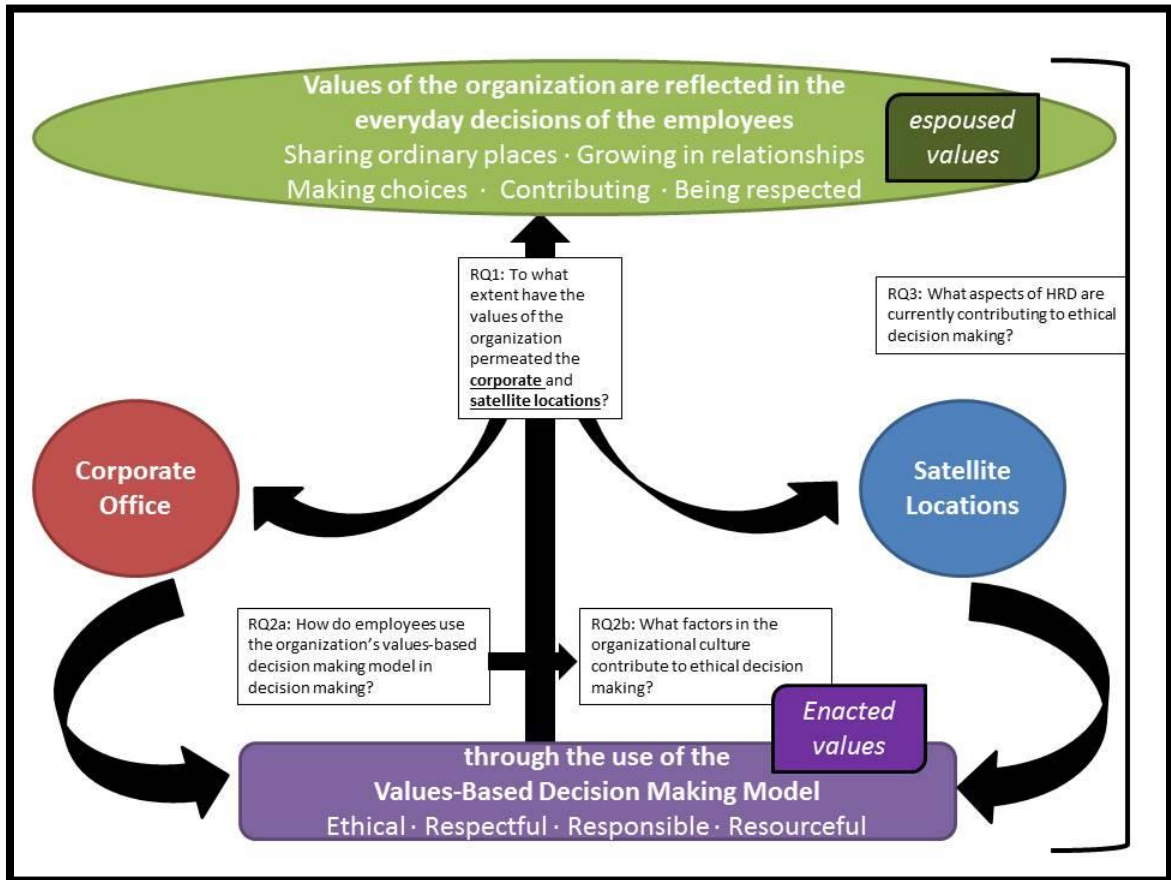 Values of the organization are reflected in the
everyday decisions of the employees
Sharing ordinary places · Growing in relationships
Making choices · Contributing · Being respected
espoused
values
RQ1: To what
extent have the
values of the
organization
permeated the
corporate and
satellite locations?
RQ3: What aspects of HRD are
currently contributing to ethical
decision making?
Corporate
Office
Satellite
Locations
RQ2a: How do employees use
the organization’s values-based
decision making model in
decision making?
RQ2b: What factors in the
organizational culture
contribute to ethical decision
making?
Enacted
values
through the use of the
Values-Based Decision Making Model
Ethical · Respectful · Responsible · Resourceful